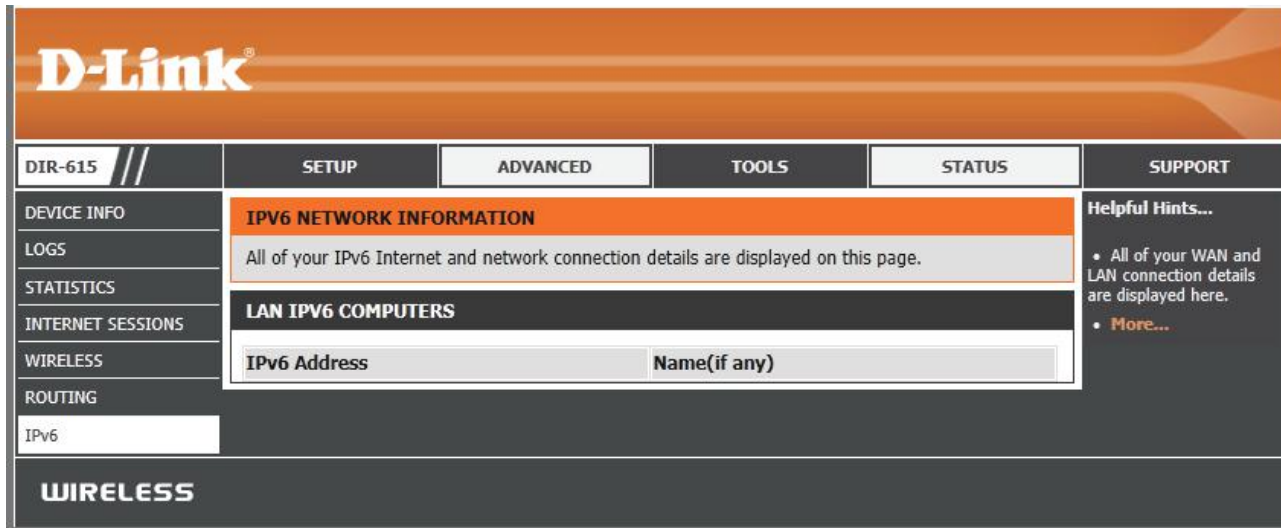 D-Link®
DIR-615 ///
SETUP
ADVANCED
TOOLS
STATUS
SUPPORT
DEVICE INFO
LOGS
STATISTICS
INTERNET SESSIONS
WIRELESS
ROUTING
IPv6
IPV6 NETWORK INFORMATION
All of your IPv6 Internet and network connection details are displayed on this page.
LAN IPV6 COMPUTERS
IPv6 Address
Name(if any)
Helpful Hints...
• All of your WAN and
LAN connection details
are displayed here.
• More...
WIRELESS